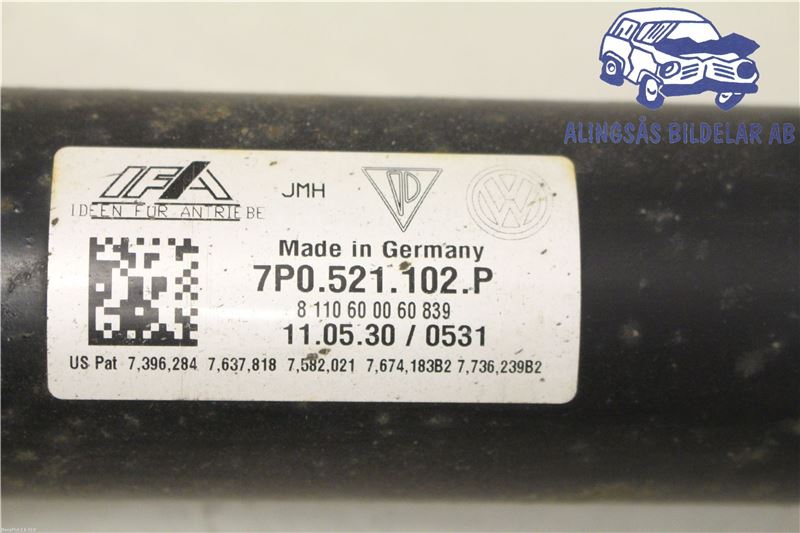 ALINGSÅS BILDELAR AB
IFA
IDEEN FÜR ANTRIEBE
JMH
VW
Made in Germany
7P0.521.102.P
8 110 60 00 60 839
11.05.30 / 0531
US Pat 7,396,284 7,637,818 7,582,021 7,674,183B2 7,736,239B2